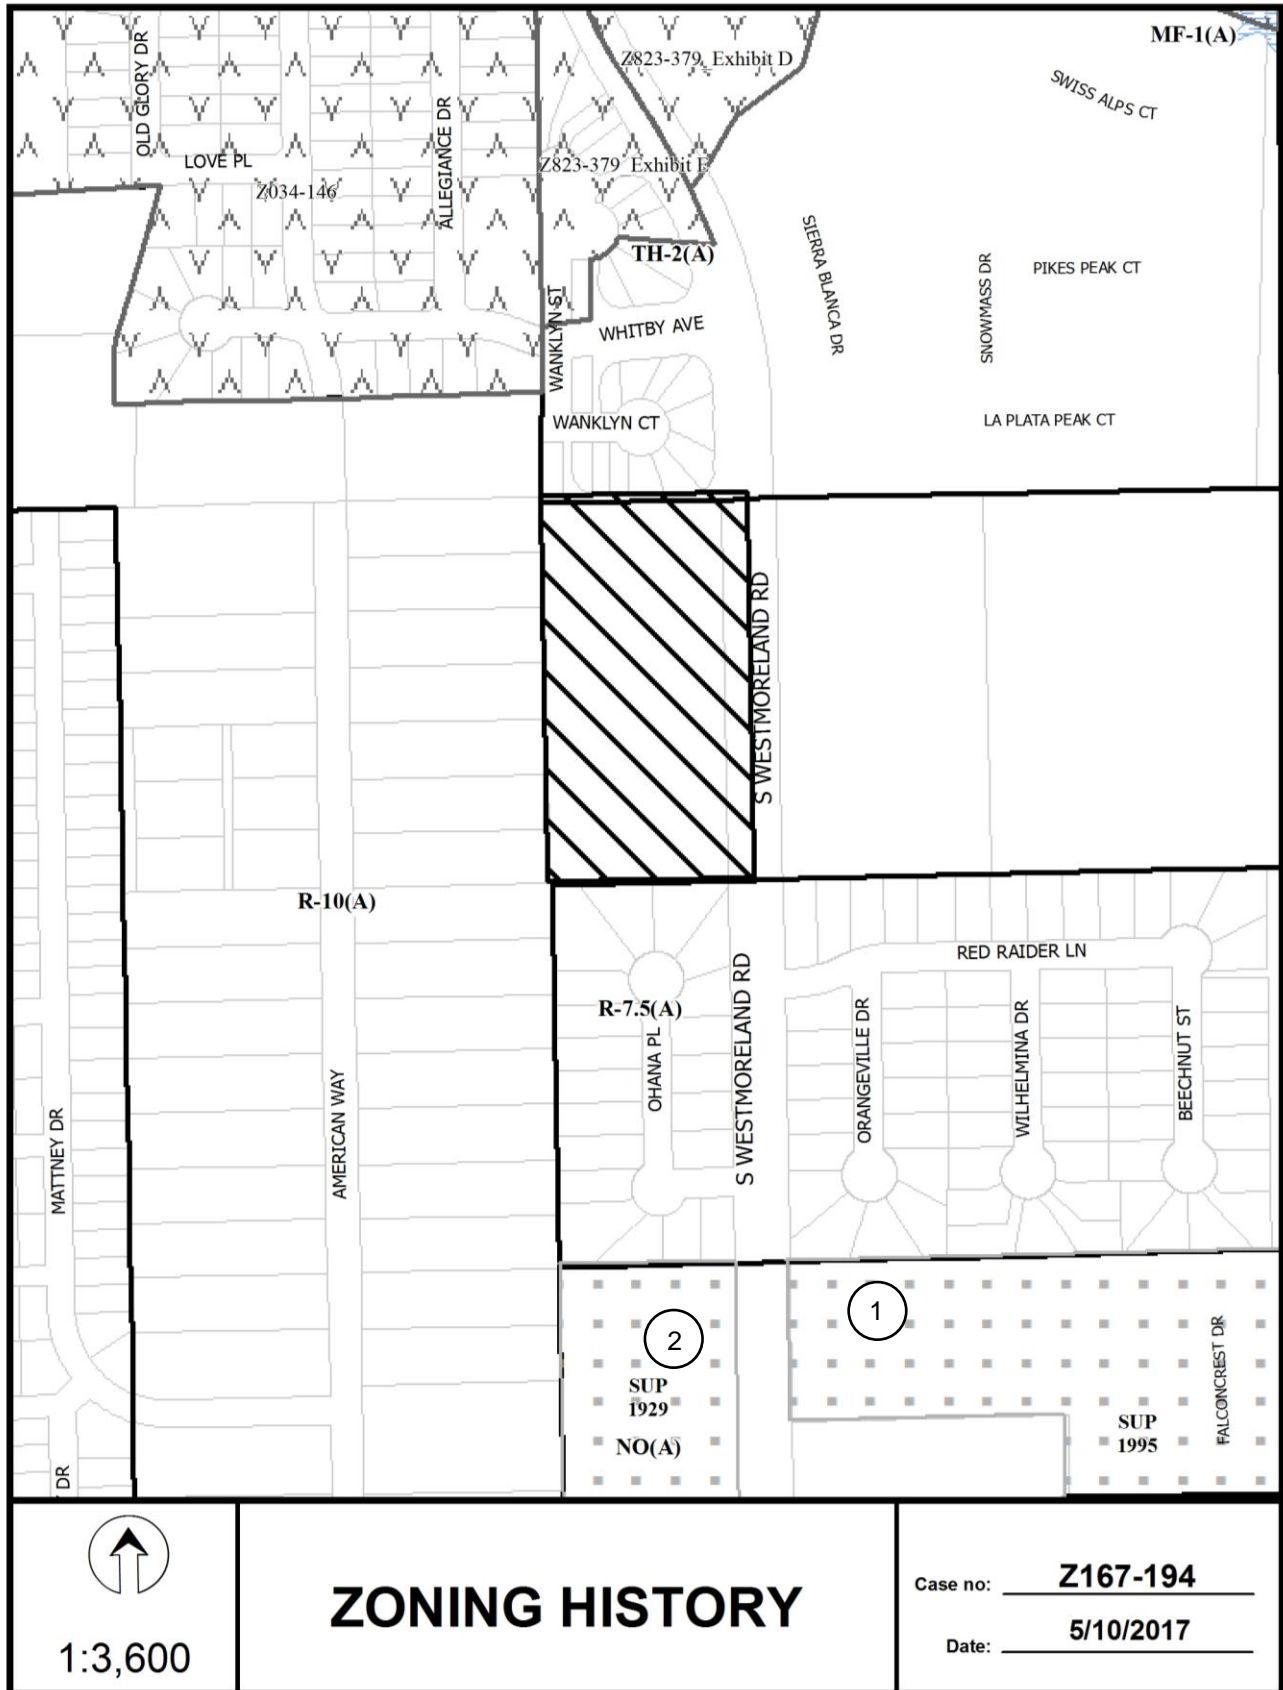 MF-1(A)
Z823-379 Exhibit D
SWISS ALPS CT
OLD GLORY DR
ALLEGIANCE DR
LOVE PL
Z034-146
Z823-379 Exhibit E
TH-2(A)
SIERRA BLANCA DR
SNOWMASS DR
PIKES PEAK CT
WANKLYN ST
WHITBY AVE
WANKLYN CT
LA PLATA PEAK CT
S WESTMORELAND RD
R-10(A)
RED RAIDER LN
R-7.5(A)
OHANA PL
S WESTMORELAND RD
ORANGEVILLE DR
WILHELMINA DR
BEECHNUT ST
MATTNEY DR
AMERICAN WAY
1
2
SUP
1929
NO(A)
SUP
1995
FALCONCREST DR
DR
1:3,600
ZONING HISTORY
Case no: Z167-194
Date: 5/10/2017